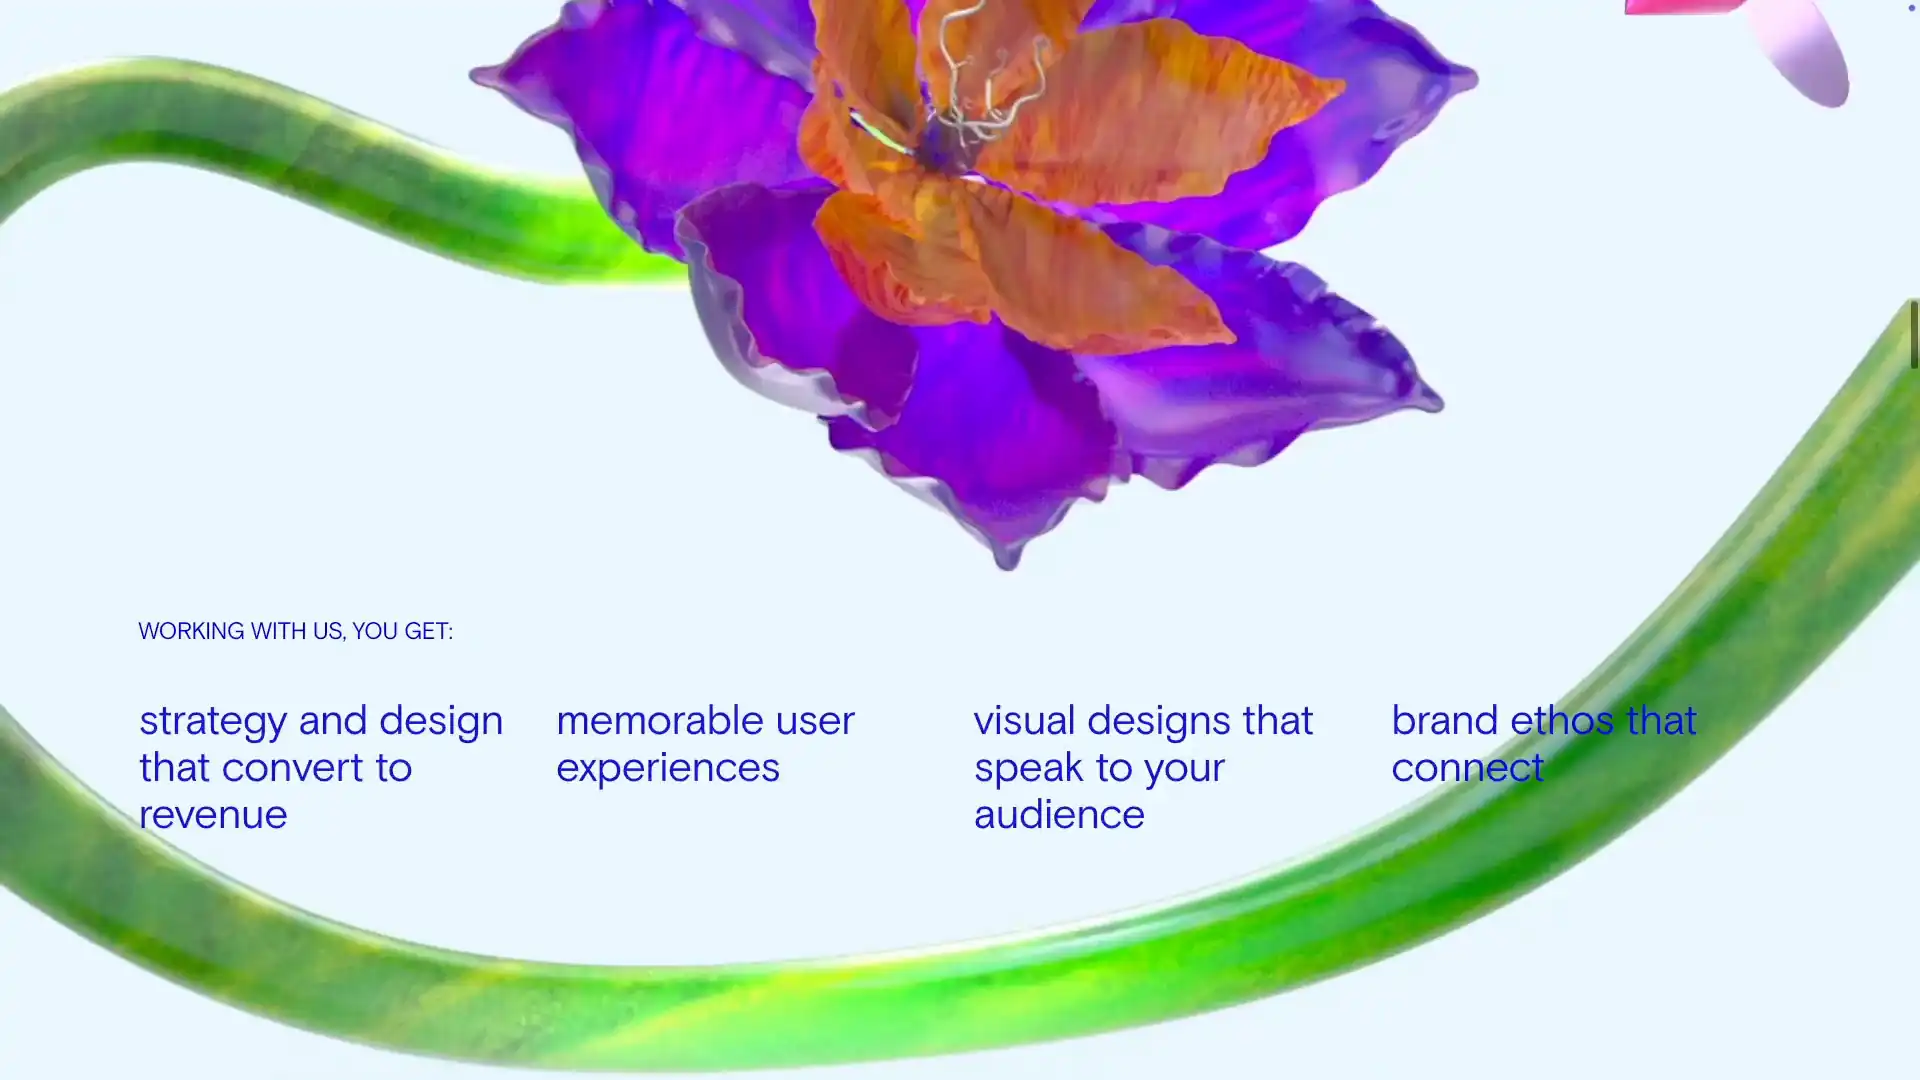 WORKING WITH US, YOU GET:
strategy and design
that convert to
revenue
memorable user
experiences
visual designs that
speak to your
audience
brand ethos that
connect